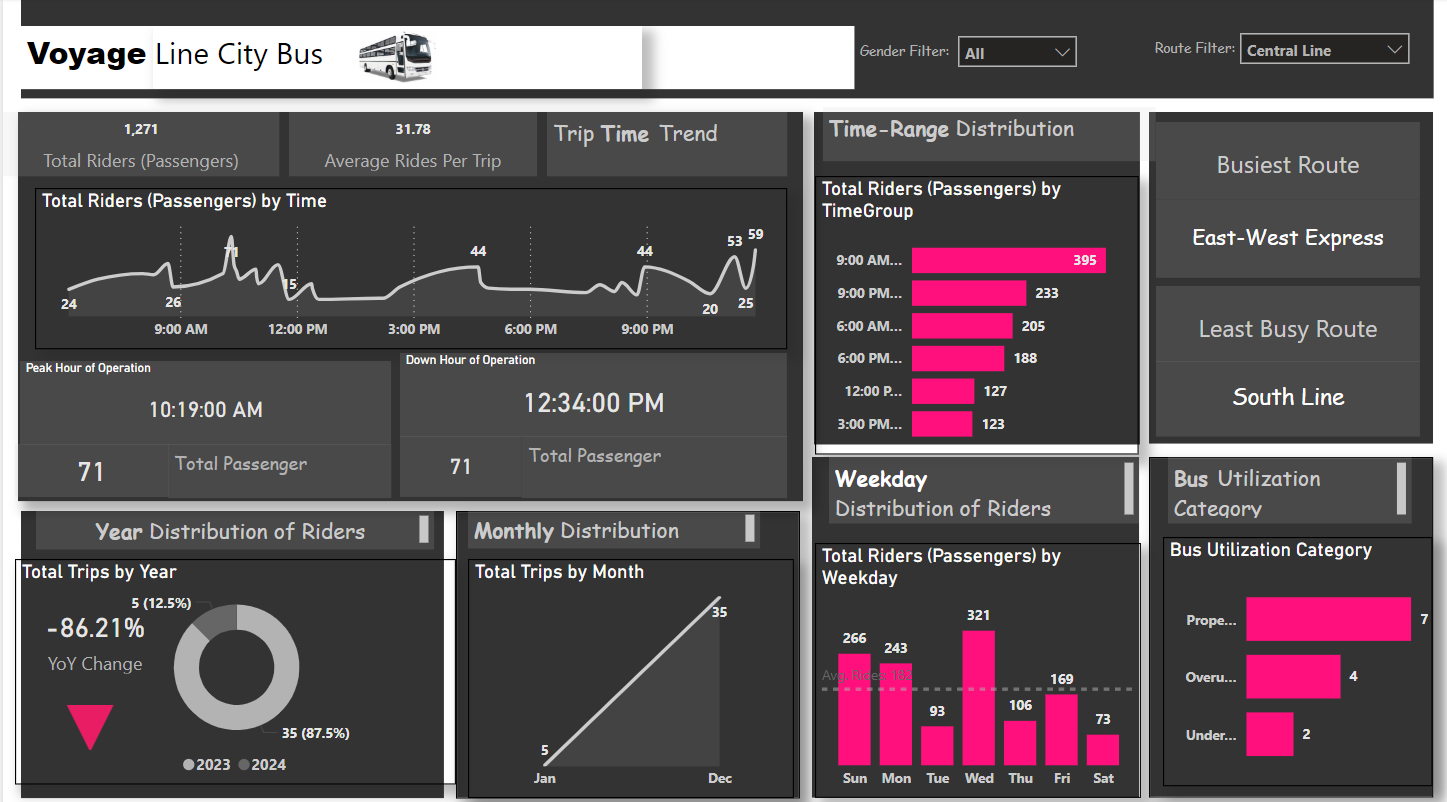 Voyage Line City Bus
Gender Filter:
All
Route Filter:
Central Line
1,271
Total Riders (Passengers)
31.78
Average Rides Per Trip
Trip Time Trend
Total Riders (Passengers) by Time
24
26
71
15
44
44
20
53
25
59
9:00 AM
12:00 PM
3:00 PM
6:00 PM
9:00 PM
Peak Hour of Operation
10:19:00 AM
71
Total Passenger
Down Hour of Operation
12:34:00 PM
71
Total Passenger
Time-Range Distribution
Total Riders (Passengers) by
TimeGroup
9:00 AM... 395
9:00 PM... 233
6:00 AM... 205
6:00 PM... 188
12:00 P... 127
3:00 PM... 123
Busiest Route
East-West Express
Least Busy Route
South Line
Year Distribution of Riders
Total Trips by Year
-86.21%
YoY Change
5 (12.5%)
35 (87.5%)
2023 2024
Monthly Distribution
Total Trips by Month
5
35
Jan Dec
Weekday
Distribution of Riders
Total Riders (Passengers) by
Weekday
266
243
93
321
106
169
73
Avg. Rides: 182
Sun Mon Tue Wed Thu Fri Sat
Bus Utilization
Category
Bus Utilization Category
Prope... 7
Overu... 4
Under... 2